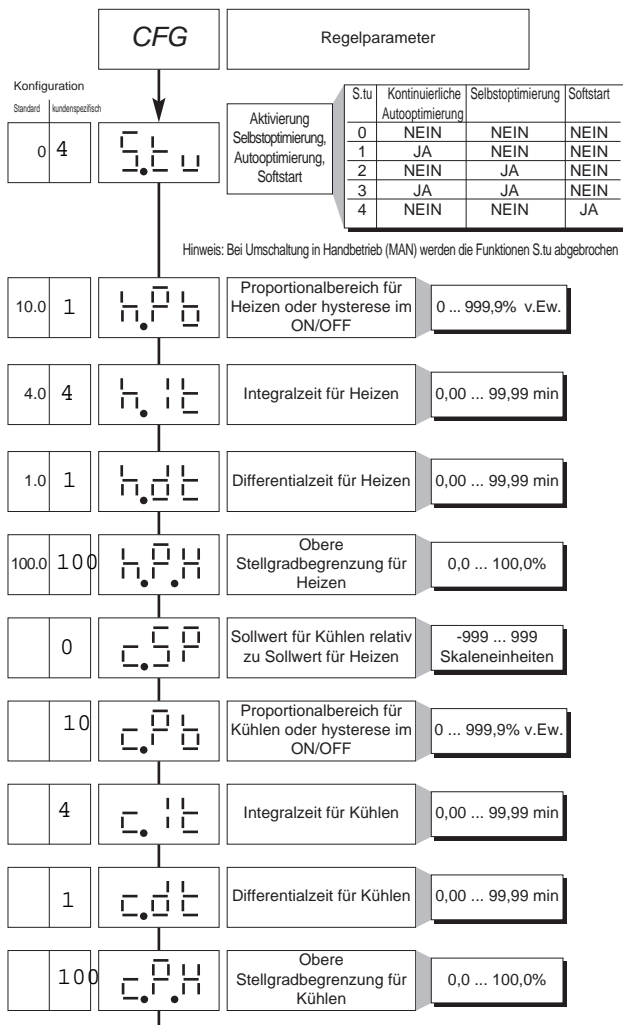 CFG
Regelparameter
Konfiguration
Standard kundenspezifisch
0 4
S.tu
Aktivierung
Selbstoptimierung,
Autooptimierung,
Softstart
S.tu Kontinuierliche Autooptimierung Selbstoptimierung Softstart
0 NEIN NEIN NEIN
1 JA NEIN NEIN
2 NEIN JA NEIN
3 JA JA NEIN
4 NEIN NEIN JA
Hinweis: Bei Umschaltung in Handbetrieb (MAN) werden die Funktionen S.tu abgebrochen
10.0 1
h.Pb
Proportionalbereich für
Heizen oder hysterese im
ON/OFF
0 ... 999,9% v.Ew.
4.0 4
h.It
Integralzeit für Heizen
0,00 ... 99,99 min
1.0 1
h.dt
Differentialzeit für Heizen
0,00 ... 99,99 min
100.0 100
h.P.H
Obere
Stellgradbegrenzung für
Heizen
0,0 ... 100,0%
0
c.SP
Sollwert für Kühlen relativ
zu Sollwert für Heizen
-999 ... 999
Skaleneinheiten
10
c.Pb
Proportionalbereich für
Kühlen oder hysterese im
ON/OFF
0 ... 999,9% v.Ew.
4
c.It
Integralzeit für Kühlen
0,00 ... 99,99 min
1
c.dt
Differentialzeit für Kühlen
0,00 ... 99,99 min
100
c.P.H
Obere
Stellgradbegrenzung für
Kühlen
0,0 ... 100,0%